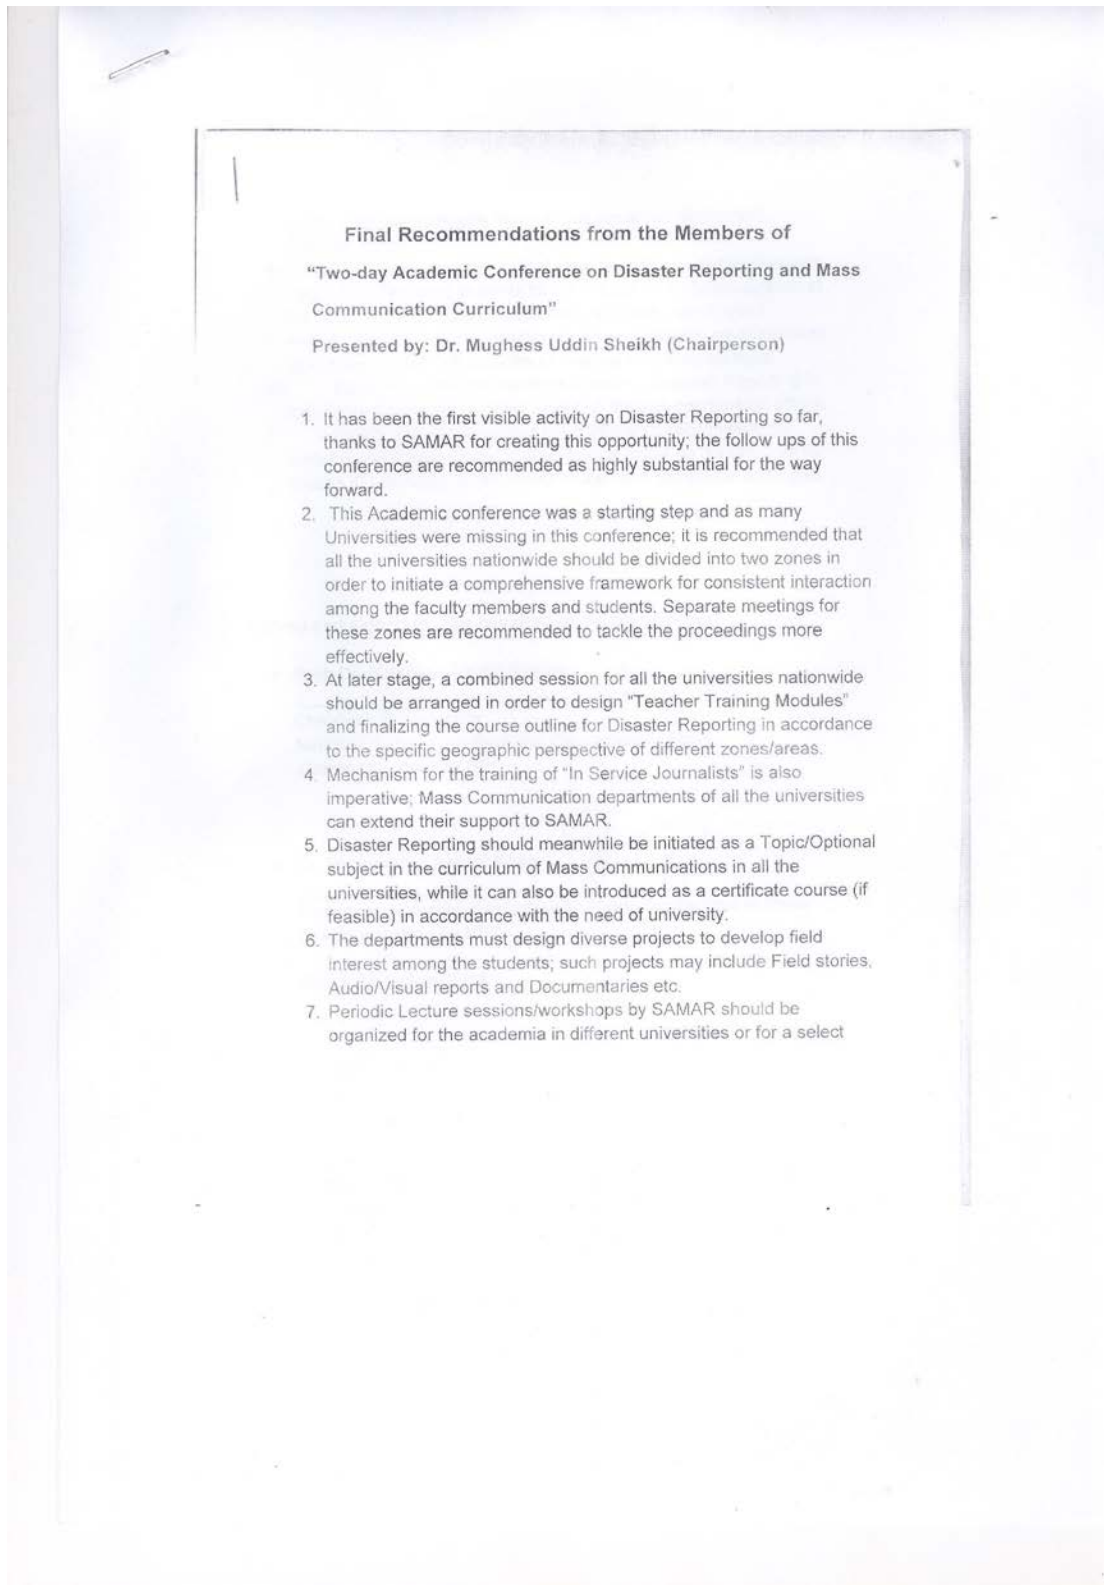 Final Recommendations from the Members of
“Two-day Academic Conference on Disaster Reporting and Mass
Communication Curriculum”
Presented by: Dr. Mughess Uddin Sheikh (Chairperson)
1. It has been the first visible activity on Disaster Reporting so far,
thanks to SAMAR for creating this opportunity; the follow ups of this
conference are recommended as highly substantial for the way
forward.
2. This Academic conference was a starting step and as many
Universities were missing in this conference; it is recommended that
all the universities nationwide should be divided into two zones in
order to initiate a comprehensive framework for consistent interaction
among the faculty members and students. Separate meetings for
these zones are recommended to tackle the proceedings more
effectively.
3. At later stage, a combined session for all the universities nationwide
should be arranged in order to design “Teacher Training Modules”
and finalizing the course outline for Disaster Reporting in accordance
to the specific geographic perspective of different zones/areas.
4. Mechanism for the training of “In Service Journalists” is also
imperative; Mass Communication departments of all the universities
can extend their support to SAMAR.
5. Disaster Reporting should meanwhile be initiated as a Topic/Optional
subject in the curriculum of Mass Communications in all the
universities, while it can also be introduced as a certificate course (if
feasible) in accordance with the need of university.
6. The departments must design diverse projects to develop field
interest among the students; such projects may include Field stories,
Audio/Visual reports and Documentaries etc.
7. Periodic Lecture sessions/workshops by SAMAR should be
organized for the academia in different universities or for a select